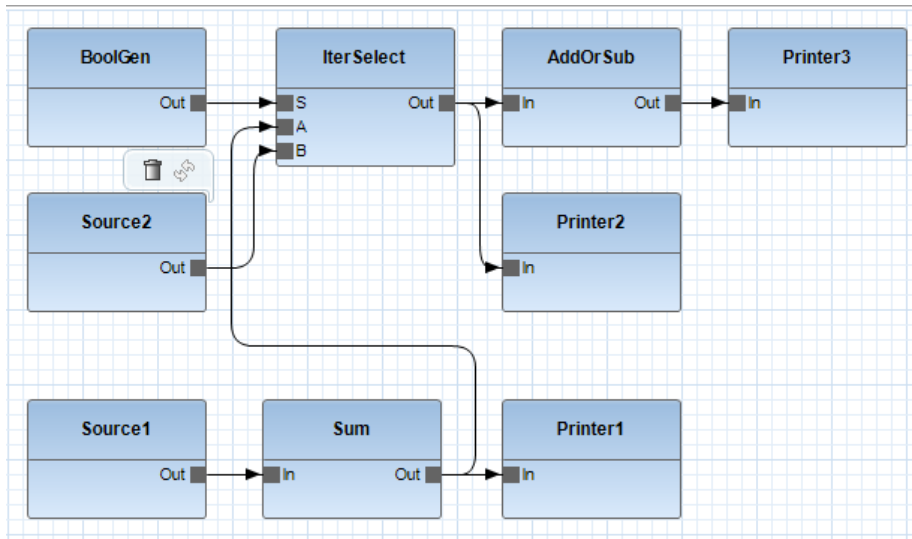 BoolGen
Out
IterSelect
S
Out
A
B
AddOrSub
In
Out
Printer3
In
Source2
Out
Printer2
In
Source1
Out
Sum
In
Out
Printer1
In